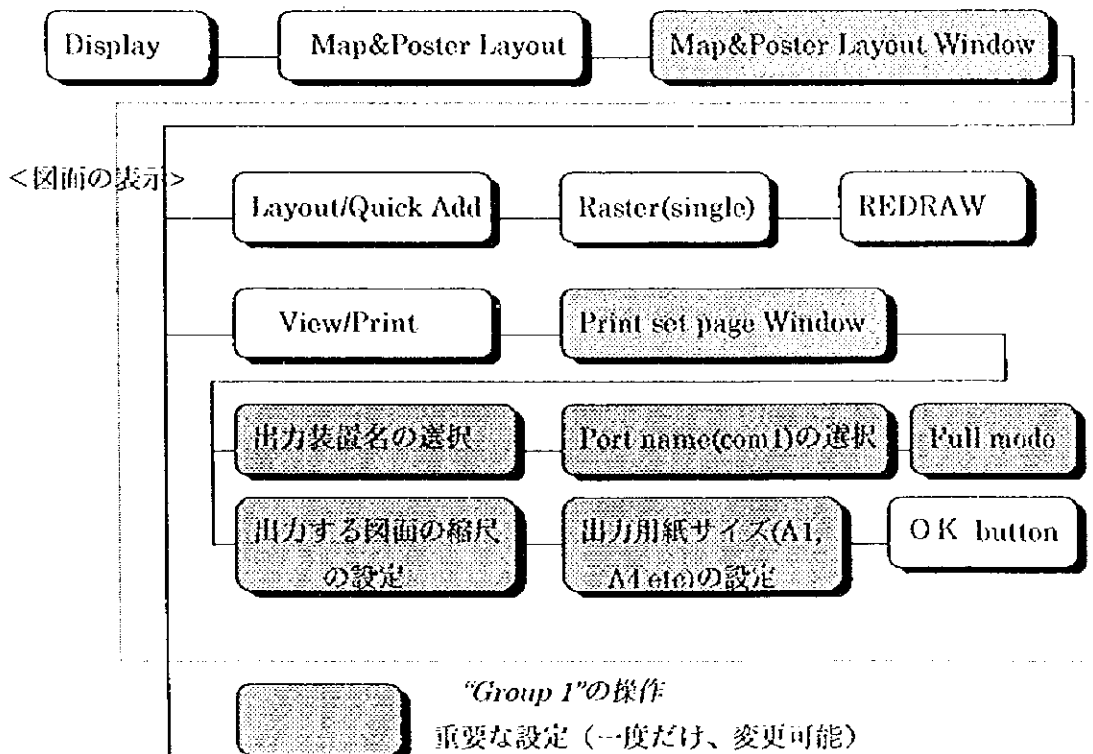 Display
Map&Poster Layout
Map&Poster Layout Window
<図面の表示>
Layout/Quick Add
Raster(single)
REDRAW
View/Print
Print set page Window
出力装置名の選択
Port name(com1)の選択
Full modo
出力する図面の縮尺
の設定
出力用紙サイズ(A1,
A4 etc)の設定
OK button
"Group 1"の操作
重要な設定（一度だけ、変更可能）